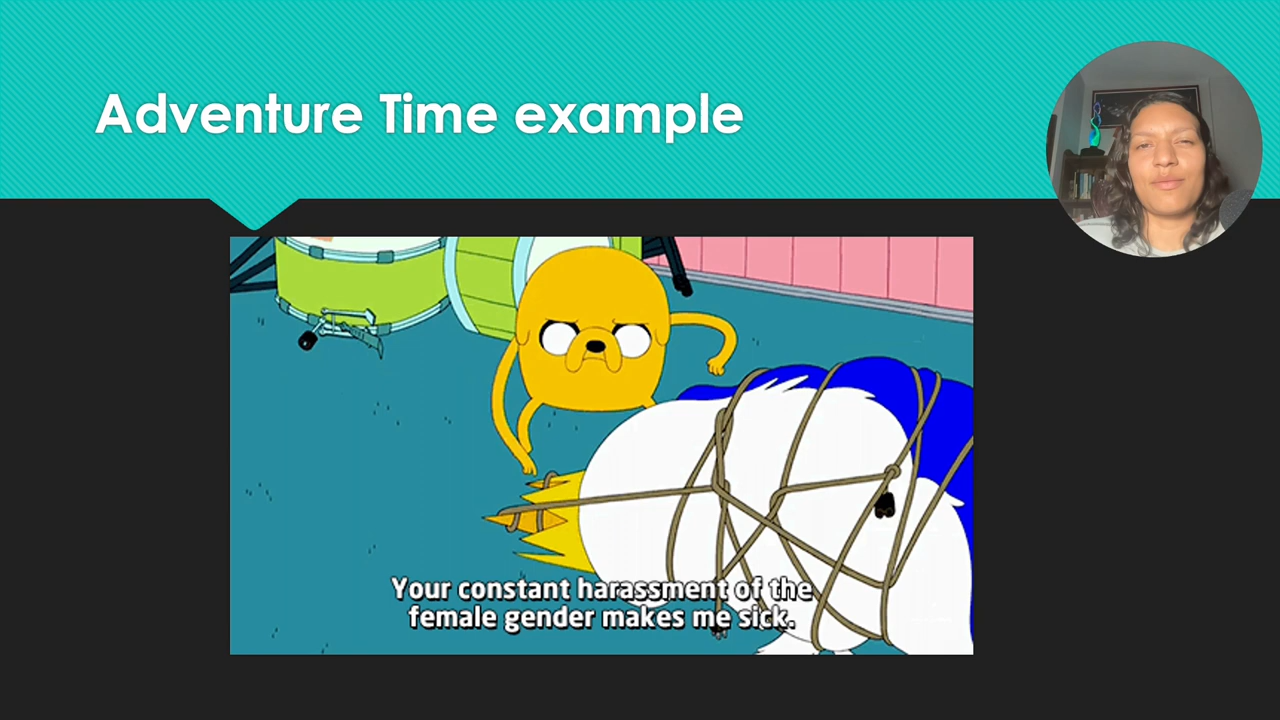 Adventure Time example
Your constant harassment of the
female gender makes me sick.